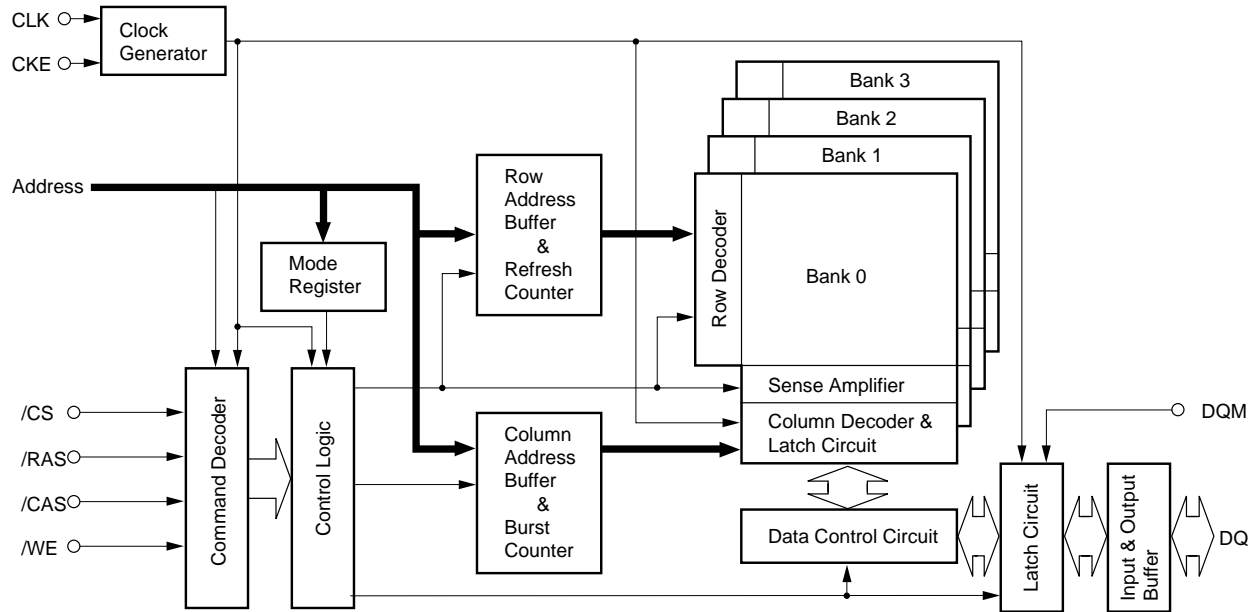 CLK
CKE
Clock
Generator
Bank 3
Bank 2
Bank 1
Bank 0
Address
Row
Address
Buffer
&
Refresh
Counter
Row Decoder
Mode
Register
Sense Amplifier
Column Decoder &
Latch Circuit
/CS
/RAS
/CAS
/WE
Command Decoder
Control Logic
Column
Address
Buffer
&
Burst
Counter
Data Control Circuit
Latch Circuit
Input & Output
Buffer
DQM
DQ